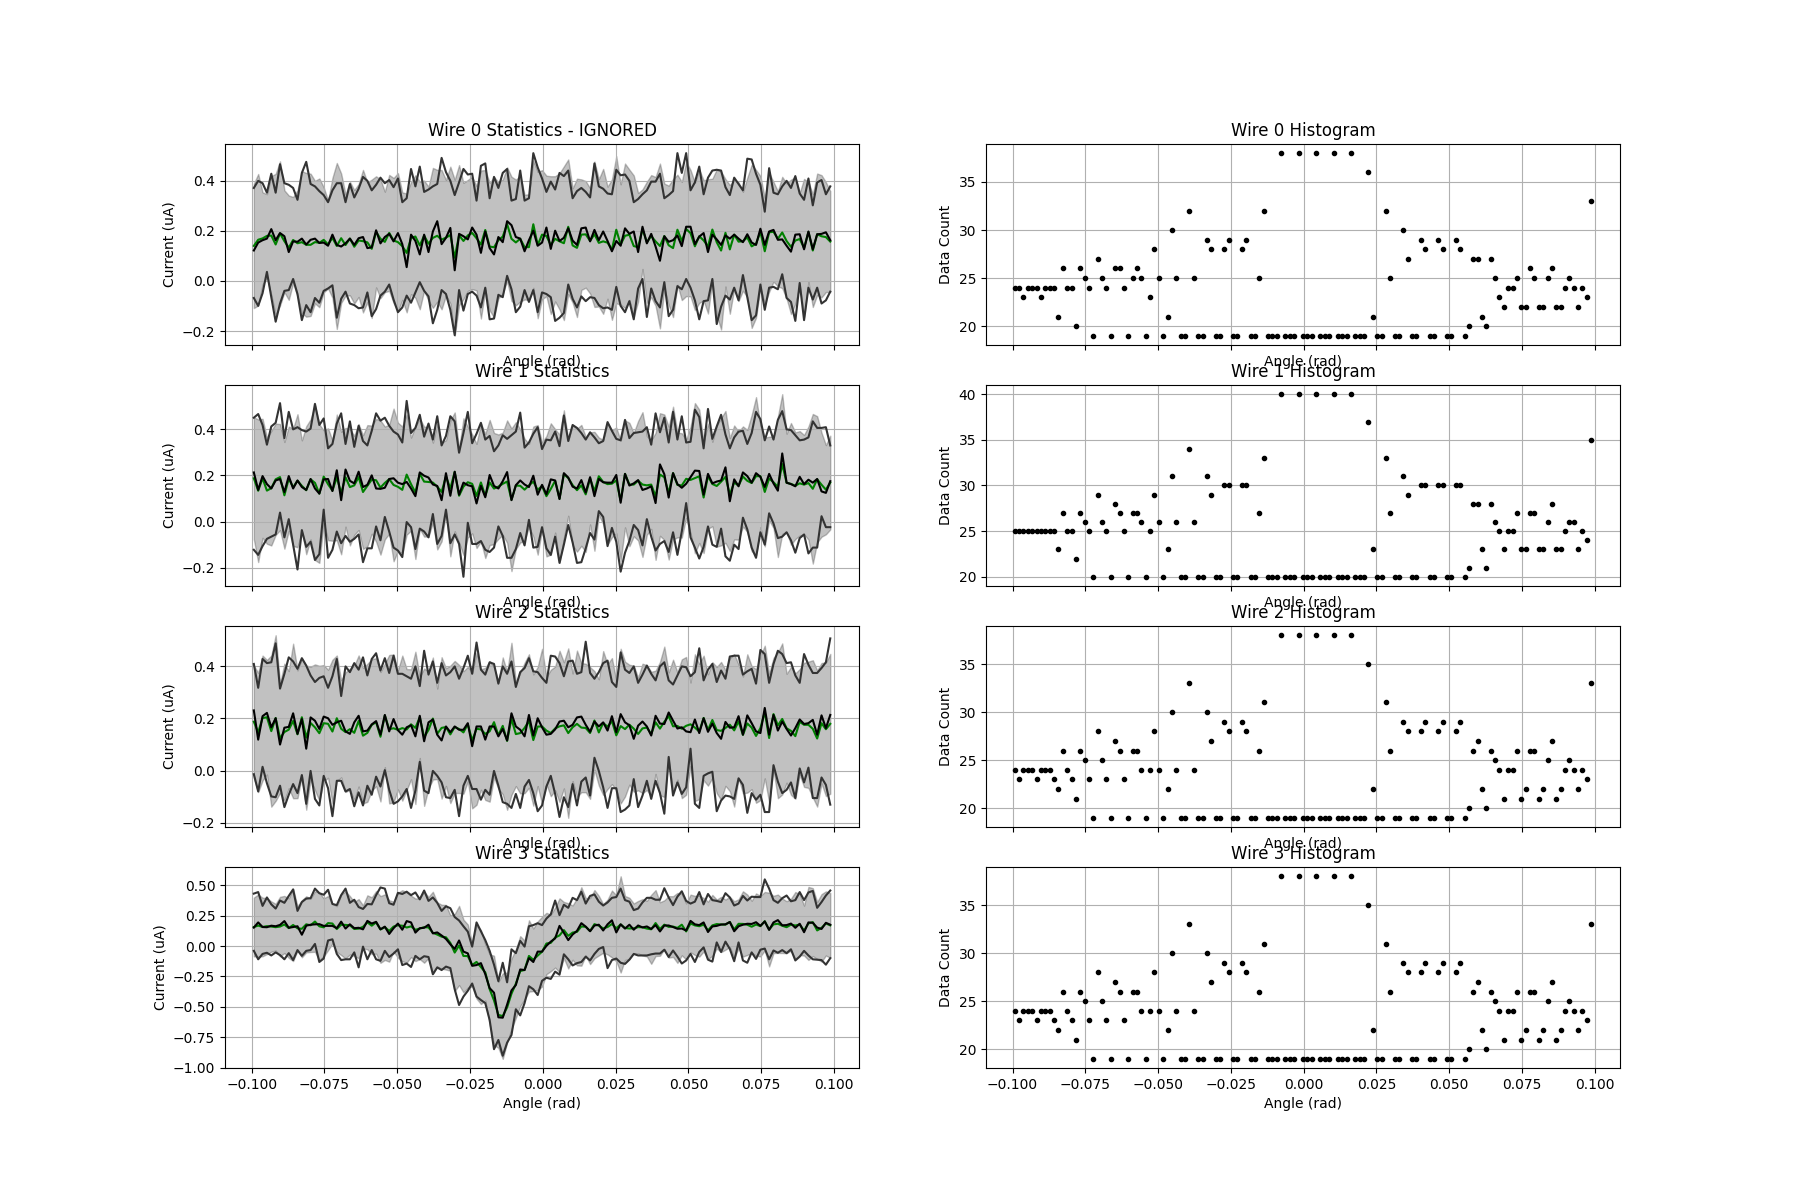 Wire 0 Statistics - IGNORED
Current (uA)
0.4
0.2
0.0
−0.2
Angle (rad)
Wire 0 Histogram
Data Count
35
30
25
20
Angle (rad)
Wire 1 Statistics
Current (uA)
0.4
0.2
0.0
−0.2
Angle (rad)
Wire 1 Histogram
Data Count
40
35
30
25
20
Angle (rad)
Wire 2 Statistics
Current (uA)
0.4
0.2
0.0
−0.2
Angle (rad)
Wire 2 Histogram
Data Count
35
30
25
20
Angle (rad)
Wire 3 Statistics
Current (uA)
0.50
0.25
0.00
−0.25
−0.50
−0.75
−1.00
−0.100 −0.075 −0.050 −0.025 0.000 0.025 0.050 0.075 0.100
Angle (rad)
Wire 3 Histogram
Data Count
35
30
25
20
−0.100 −0.075 −0.050 −0.025 0.000 0.025 0.050 0.075 0.100
Angle (rad)